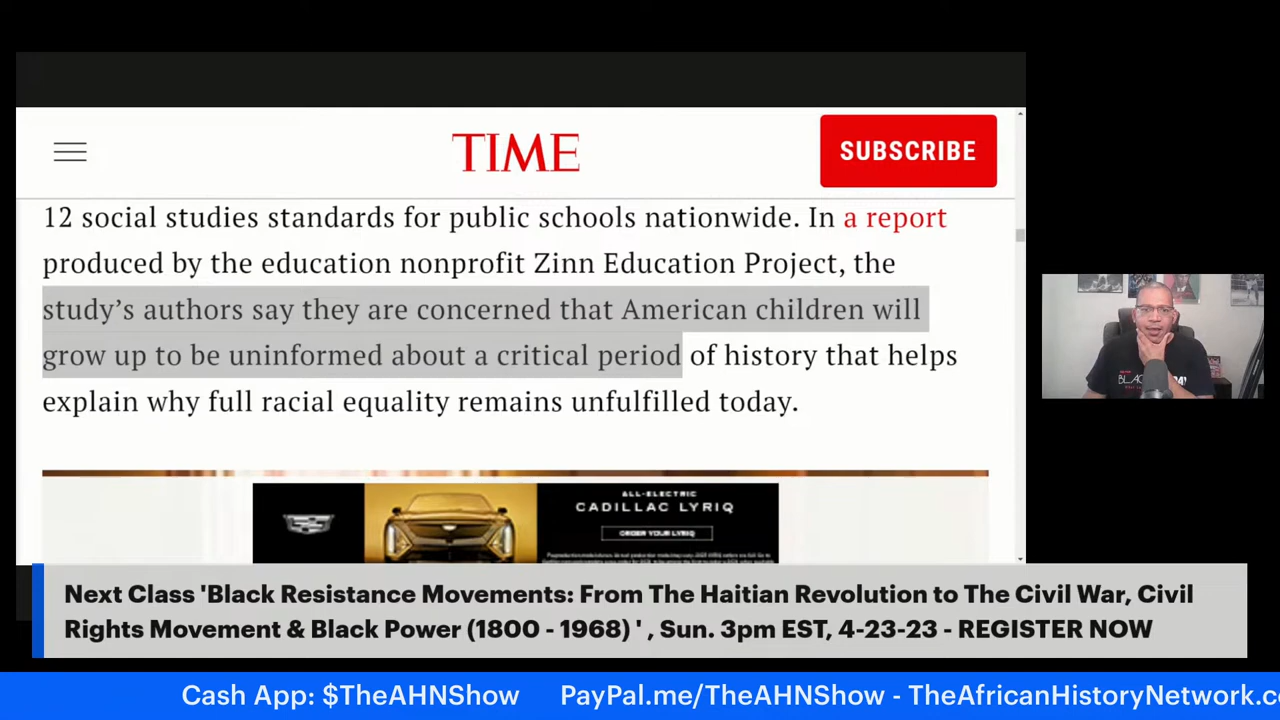 TIME
SUBSCRIBE
12 social studies standards for public schools nationwide. In a report
produced by the education nonprofit Zinn Education Project, the
study’s authors say they are concerned that American children will
grow up to be uninformed about a critical period of history that helps
explain why full racial equality remains unfulfilled today.
ALL-ELECTRIC
CADILLAC LYRIQ
ORDER YOUR LYRIQ
BLAC
Next Class 'Black Resistance Movements: From The Haitian Revolution to The Civil War, Civil
Rights Movement & Black Power (1800 - 1968) ' , Sun. 3pm EST, 4-23-23 - REGISTER NOW
Cash App: $TheAHNShow PayPal.me/TheAHNShow - TheAfricanHistoryNetwork.c